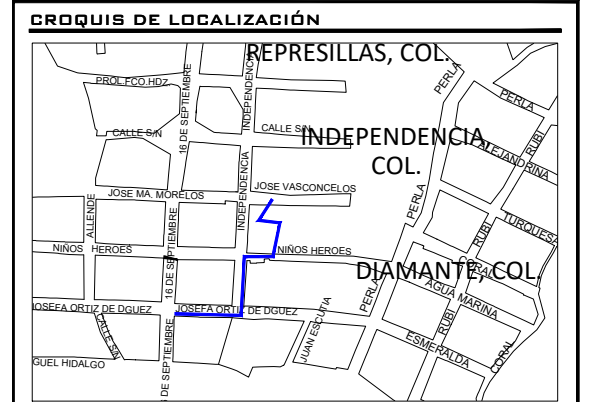 CROQUIS DE LOCALIZACIÓN
REPRESILLAS, COL.
PROL.FCO.HDZ.
16 DE SEPTIEMBRE
INDEPENDENCIA
PERLA
PERLA
RUBI
CALLE S/N
CALLE S/N
INDEPENDENCIA,
COL.
ALEJANDRINA
JOSE MA. MORELOS
INDEPENDENCIA
JOSE VASCONCELOS
PERLA
ALLENDE
16 DE SEPTIEMBRE
TURQUESA
RUBI
NIÑOS HEROES
NIÑOS HEROES
CORAL
DIAMANTE, COL.
AGUA MARINA
PERLA
JOSEFA ORTIZ DE DGUEZ
JOSEFA ORTIZ DE DGUEZ
RUBI
CALLE S/N
JUAN ESCUTIA
ESMERALDA
CORAL
GUEL HIDALGO
DE SEPTIEMBRE